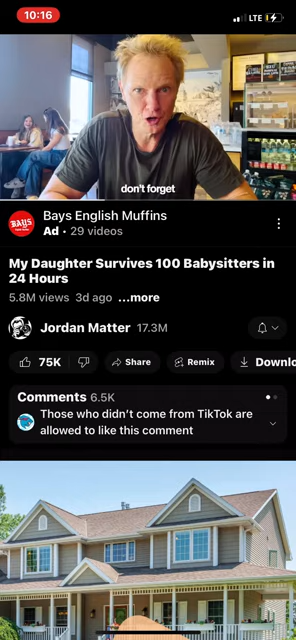 10:16
LTE
don't forget
BAYS
Bays English Muffins
Ad • 29 videos
My Daughter Survives 100 Babysitters in
24 Hours
5.8M views 3d ago ...more
Jordan Matter 17.3M
75K Share Remix Downlo
Comments 6.5K
Those who didn't come from TikTok are
allowed to like this comment